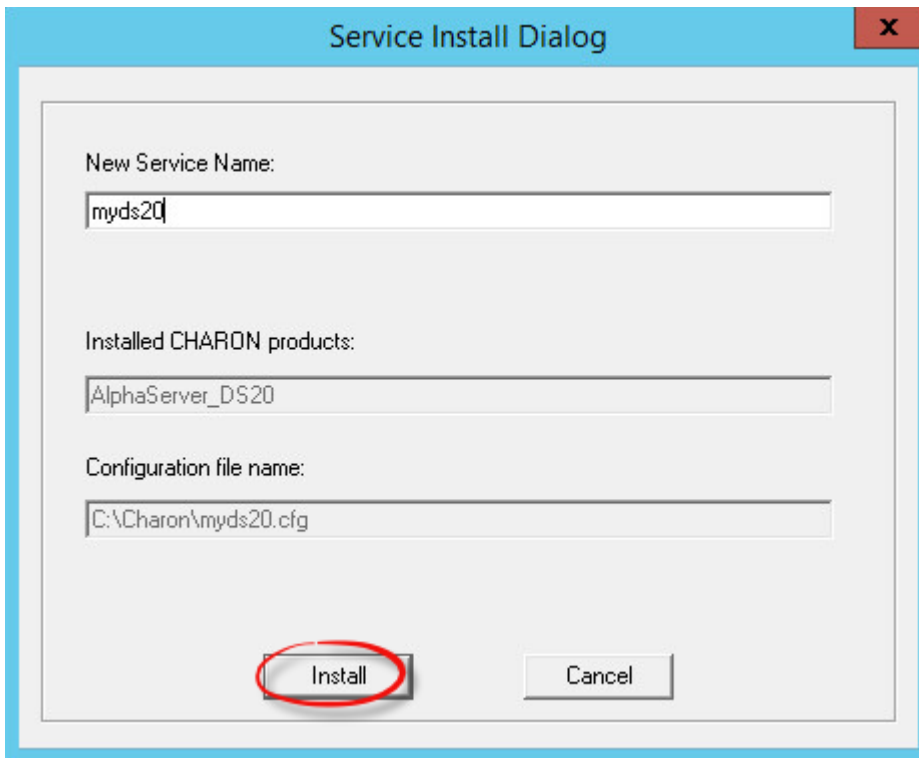 Service Install Dialog
x
New Service Name:
myds20
Installed CHARON products:
AlphaServer_DS20
Configuration file name:
C:\Charon\myds20.cfg
Install
Cancel